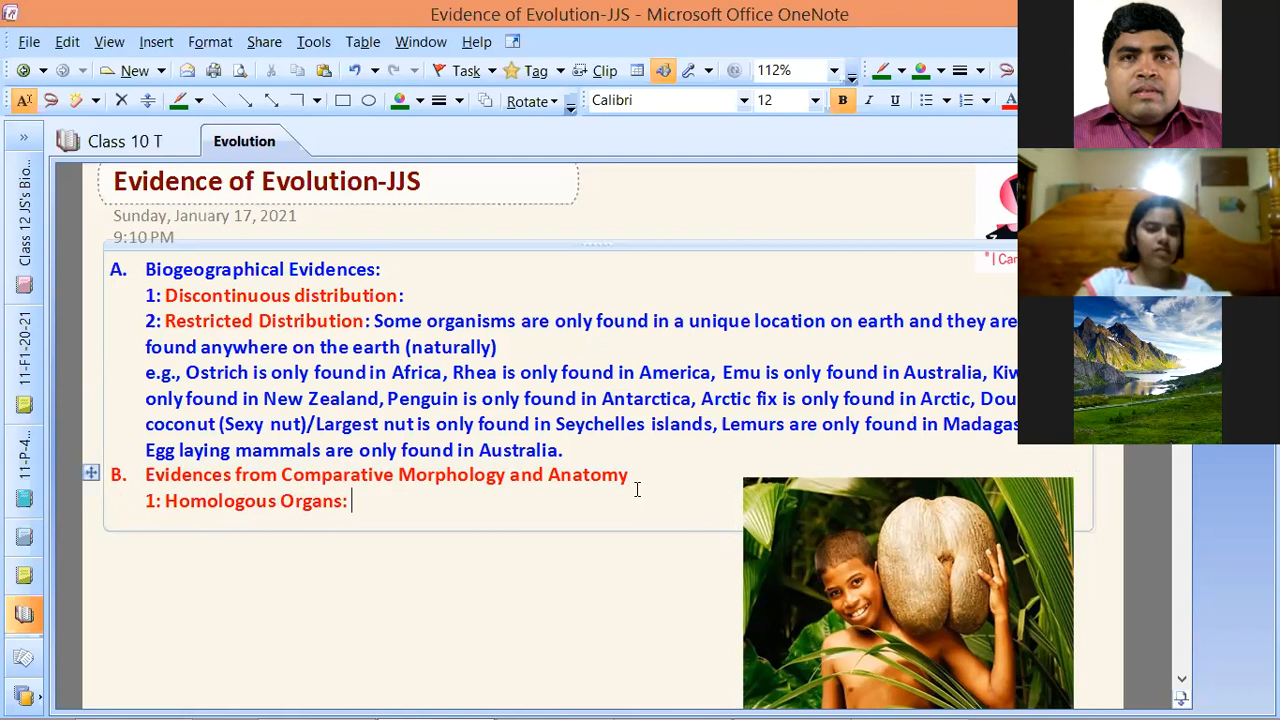 Evidence of Evolution-JJS - Microsoft Office OneNote
File Edit View Insert Format Share Tools Table Window Help
New Task Tag Clip 112%
Rotate Calibri 12 B I U A
Class 10 T Evolution
Class 12 JS's Bio...
11-F1-20-21
11-P-4...
Evidence of Evolution-JJS
Sunday, January 17, 2021
9:10 PM
" | Can
A. Biogeographical Evidences:
1: Discontinuous distribution:
2: Restricted Distribution: Some organisms are only found in a unique location on earth and they are
found anywhere on the earth (naturally)
e.g., Ostrich is only found in Africa, Rhea is only found in America, Emu is only found in Australia, Kiw
only found in New Zealand, Penguin is only found in Antarctica, Arctic fix is only found in Arctic, Dou
coconut (Sexy nut)/Largest nut is only found in Seychelles islands, Lemurs are only found in Madagas
Egg laying mammals are only found in Australia.
B. Evidences from Comparative Morphology and Anatomy
1: Homologous Organs: